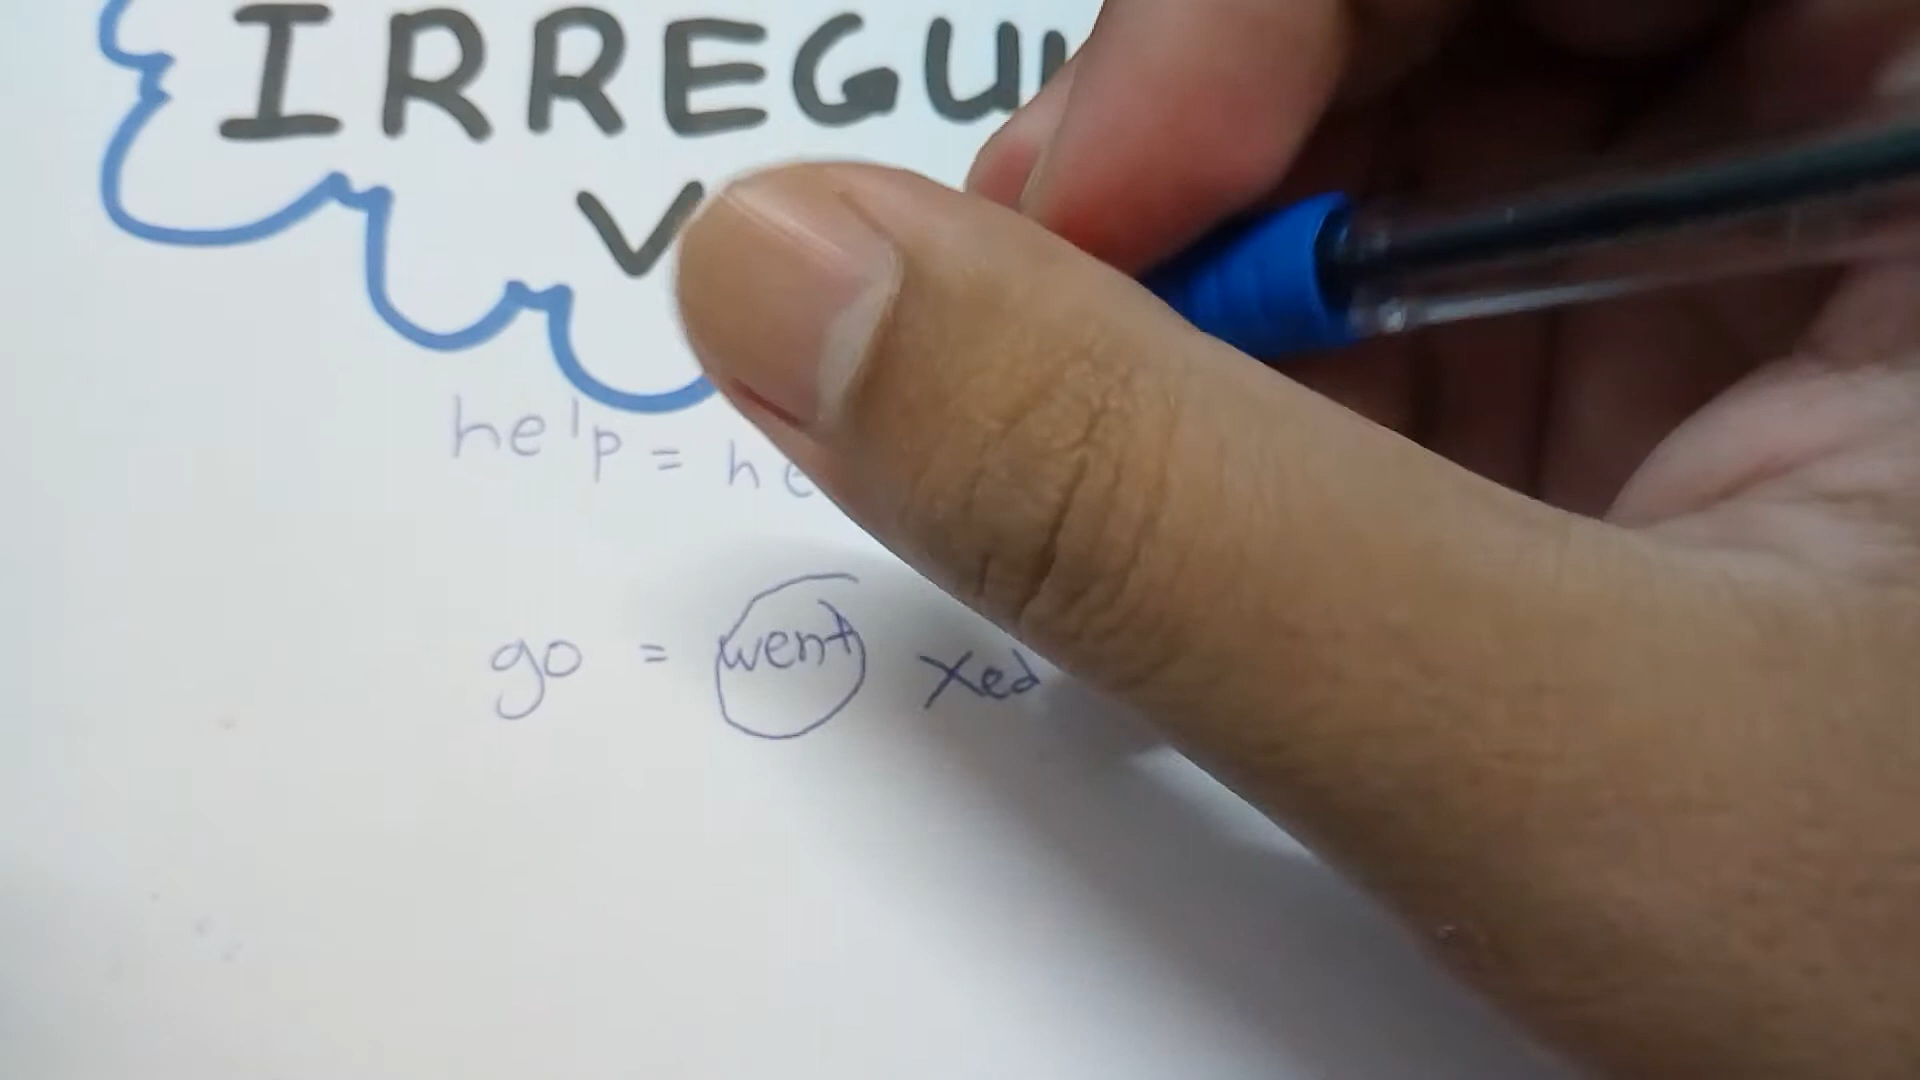 IRREGU
V
help = he
go = went xed